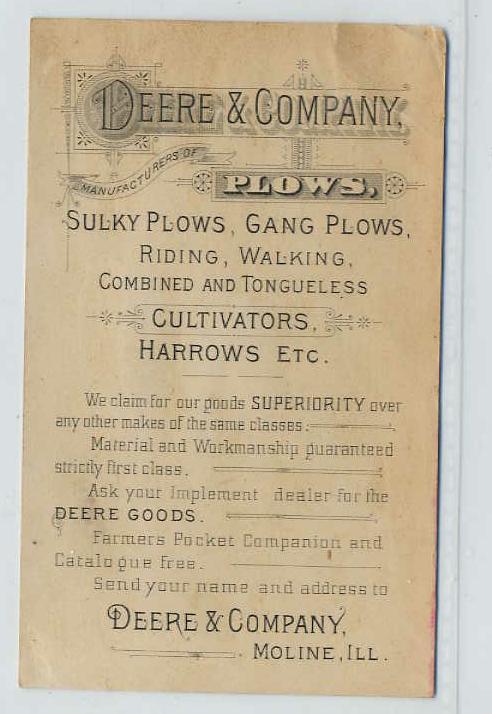 DEERE & COMPANY,
MANUFACTURERS OF
PLOWS,
SULKY PLOWS, GANG PLOWS,
RIDING, WALKING,
COMBINED AND TONGUELESS
CULTIVATORS,
HARROWS ETC.
We claim for our goods SUPERIORITY over
any other makes of the same classes:
Material and Workmanship guaranteed
strictly first class.
Ask your Implement dealer for the
DEERE GOODS.
Farmers Pocket Companion and
Catalogue free.
Send your name and address to
DEERE & COMPANY,
MOLINE, ILL.